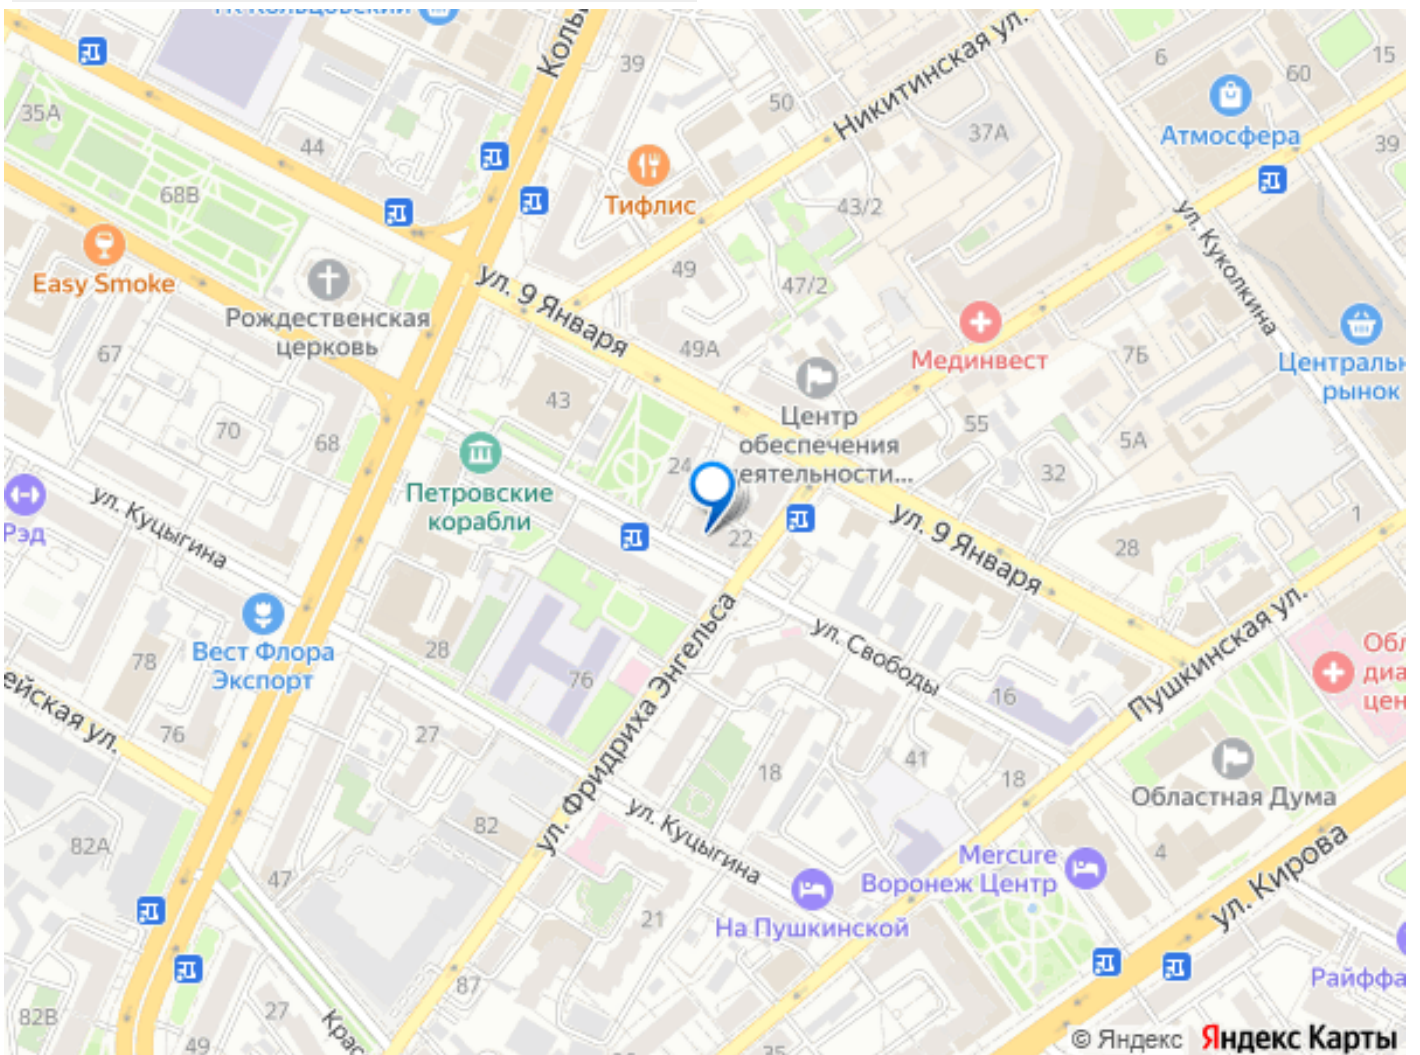 39
Никитинская ул.
6
15
60
50
35А
44
37А
Атмосфера
39
68В
Тифлис
43/2
ул. Куколкина
Easy Smoke
49
47/2
ул. 9 Января
Рождественская
церковь
67
49А
Мединвест
7Б
Центральн
рынок
43
Центр
обеспечения
еятельности...
70
68
55
5А
24
32
Петровские
корабли
ул. Куцыгина
Рэд
1
22
ул. 9 Января
28
ул. Свободы
Пушкинская ул.
Вест Флора
Экспорт
78
28
76
Обл
диа
цен
ейская ул.
16
76
27
ул. Фридриха Энгельса
18
41
18
Областная Дума
82
ул. Куцыгина
82А
47
Mercure
Воронеж Центр
4
ул. Кирова
21
На Пушкинской
87
Райффа
82В
27
Крас
49
35
© Яндекс Яндекс Карты